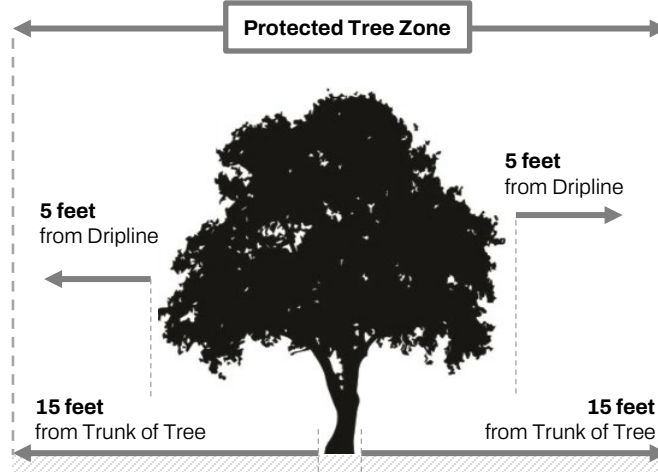 Protected Tree Zone
5 feet
from Dripline
5 feet
from Dripline
15 feet
from Trunk of Tree
15 feet
from Trunk of Tree